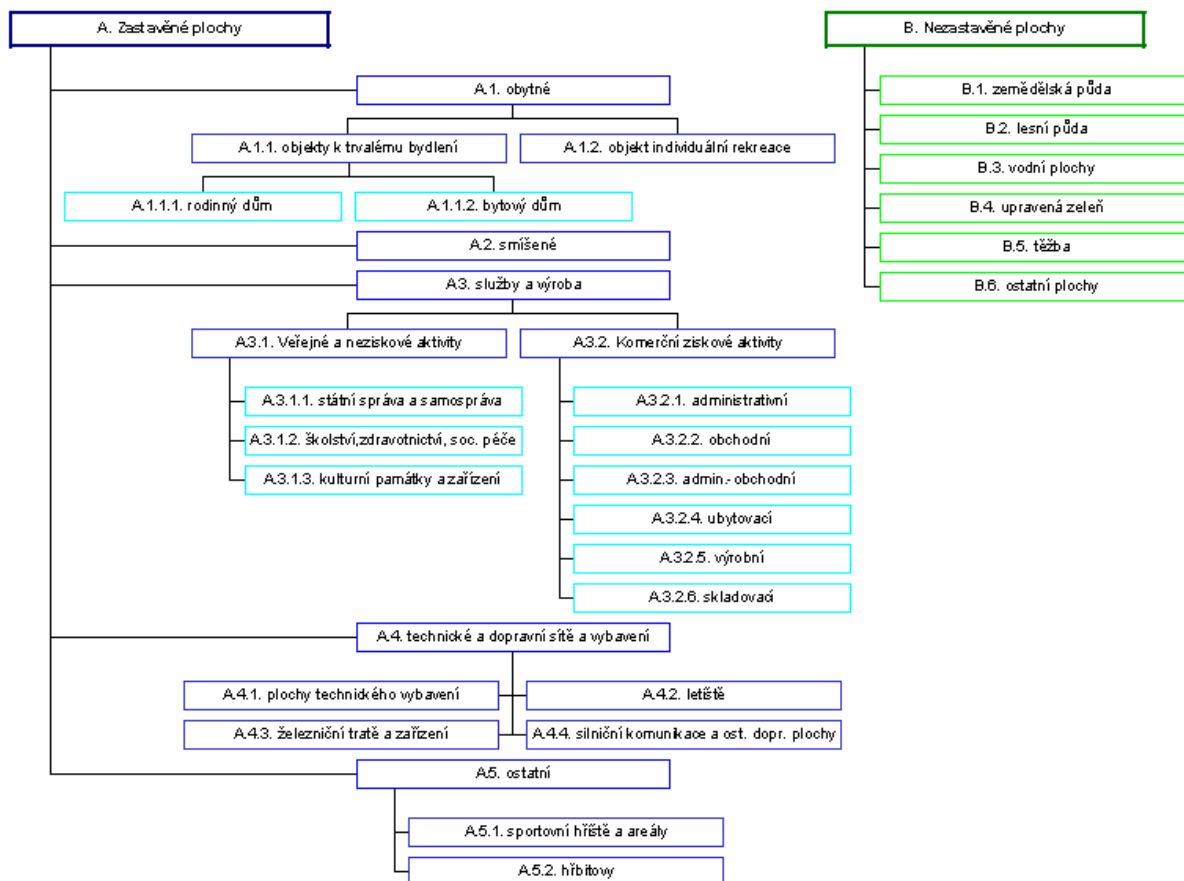 A. Zastavěné plochy
B. Nezastavěné plochy
A.1. obytné
B.1. zemědělská půda
B.2. lesní půda
A.1.1. objekty k trvalému bydlení
A.1.2. objekt individuální rekreace
B.3. vodní plochy
A.1.1.1. rodinný dům
A.1.1.2. bytový dům
B.4. upravená zeleň
A.2. smíšené
B.5. těžba
A.3. služby a výroba
B.6. ostatní plochy
A.3.1. Veřejné a neziskové aktivity
A.3.2. Komerční ziskové aktivity
A.3.1.1. státní správa a samospráva
A.3.2.1. administrativní
A.3.1.2. školství,zdravotnictví, soc. péče
A.3.2.2. obchodní
A.3.1.3. kulturní památky a zařízení
A.3.2.3. admin.- obchodní
A.3.2.4. ubytovací
A.3.2.5. výrobní
A.3.2.6. skladovací
A.4. technické a dopravní sítě a vybavení
A.4.1. plochy technického vybavení
A.4.2. letiště
A.4.3. železniční tratě a zařízení
A.4.4. silniční komunikace a ost. dopr. plochy
A.5. ostatní
A.5.1. sportovní hříště a areály
A.5.2. hřbitovy